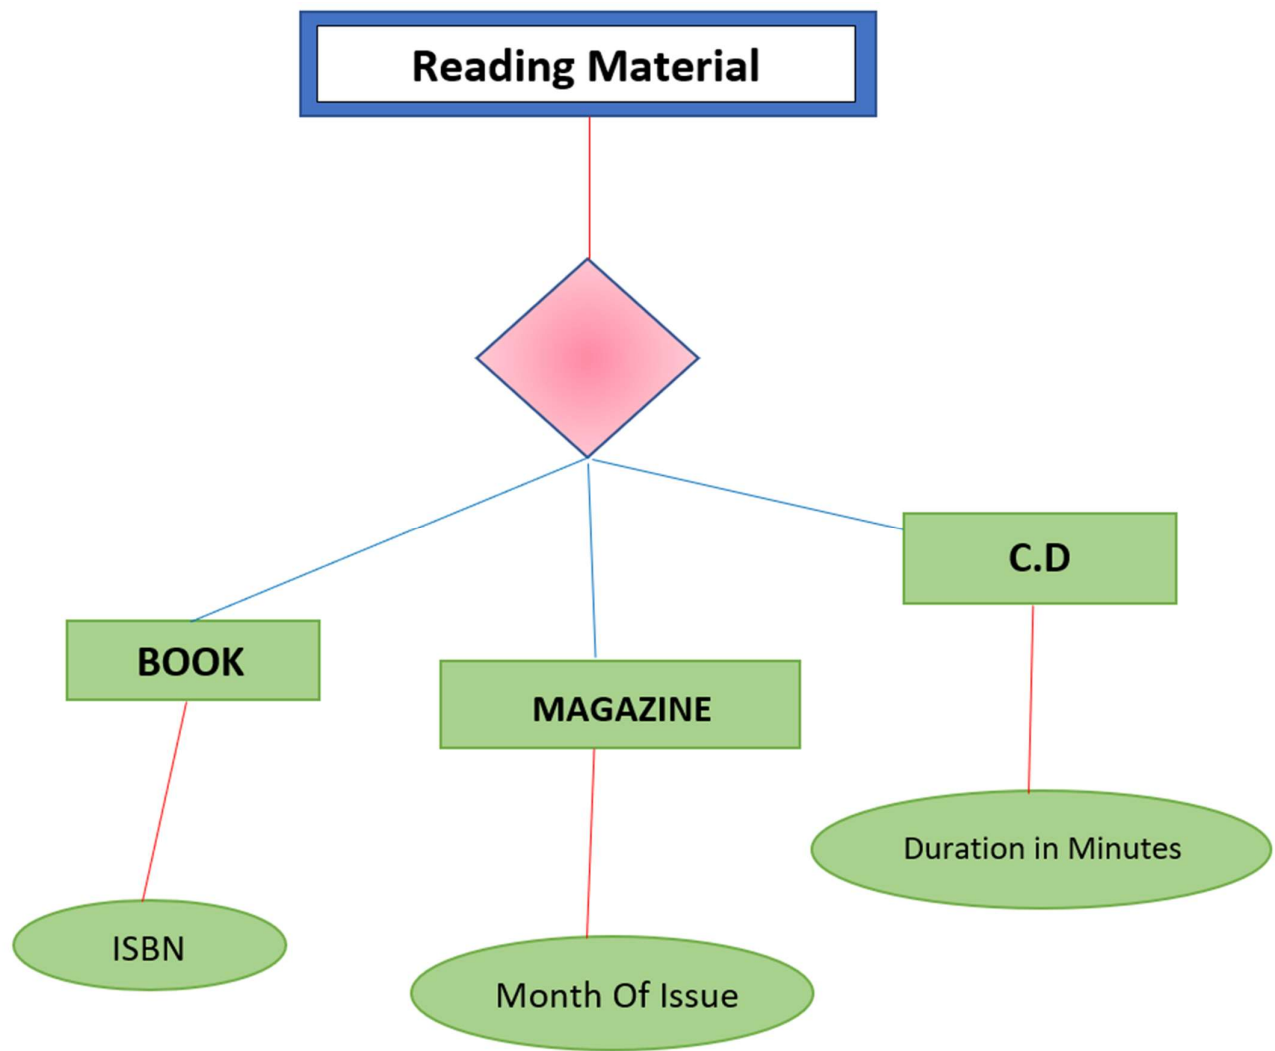 Reading Material
C.D
BOOK
MAGAZINE
Duration in Minutes
ISBN
Month Of Issue